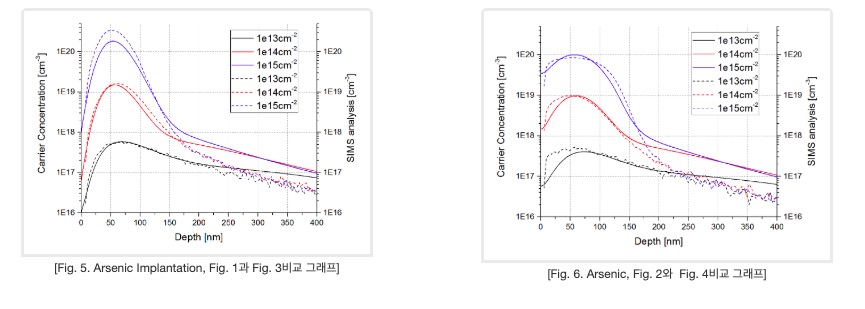 1e13cm-2
1e14cm-2
1e15cm-2
1e13cm-2
1e14cm-2
1e15cm-2
1E20
1E19
1E18
1E17
1E16
Carrier Concentration [cm-3]
1E20
1E19
1E18
1E17
1E16
SIMS analysis [cm-3]
0 50 100 150 200 250 300 350 400
Depth [nm]
[Fig. 5. Arsenic Implantation, Fig. 1과 Fig. 3비교 그래프]
1e13cm-2
1e14cm-2
1e15cm-2
1e13cm-2
1e14cm-2
1e15cm-2
1E20
1E19
1E18
1E17
1E16
Carrier Concentration [cm-3]
1E20
1E19
1E18
1E17
1E16
SIMS analysis [cm-3]
0 50 100 150 200 250 300 350 400
Depth [nm]
[Fig. 6. Arsenic, Fig. 2와 Fig. 4비교 그래프]